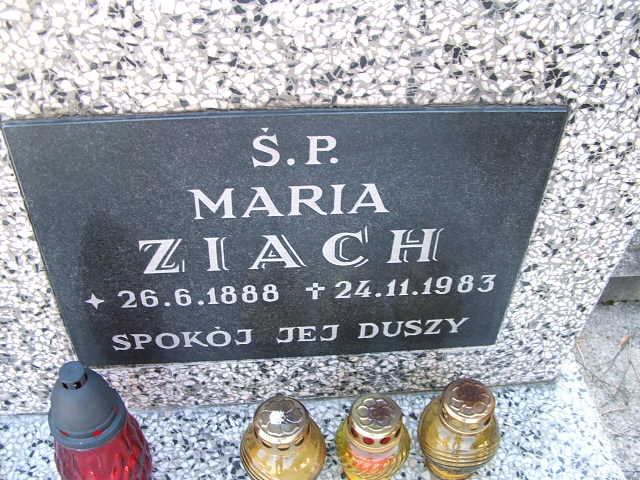 Ś.P.
MARIA
ZIACH
✦ 26.6.1888 ✝ 24.11.1983
SPOKÓJ JEJ DUSZY